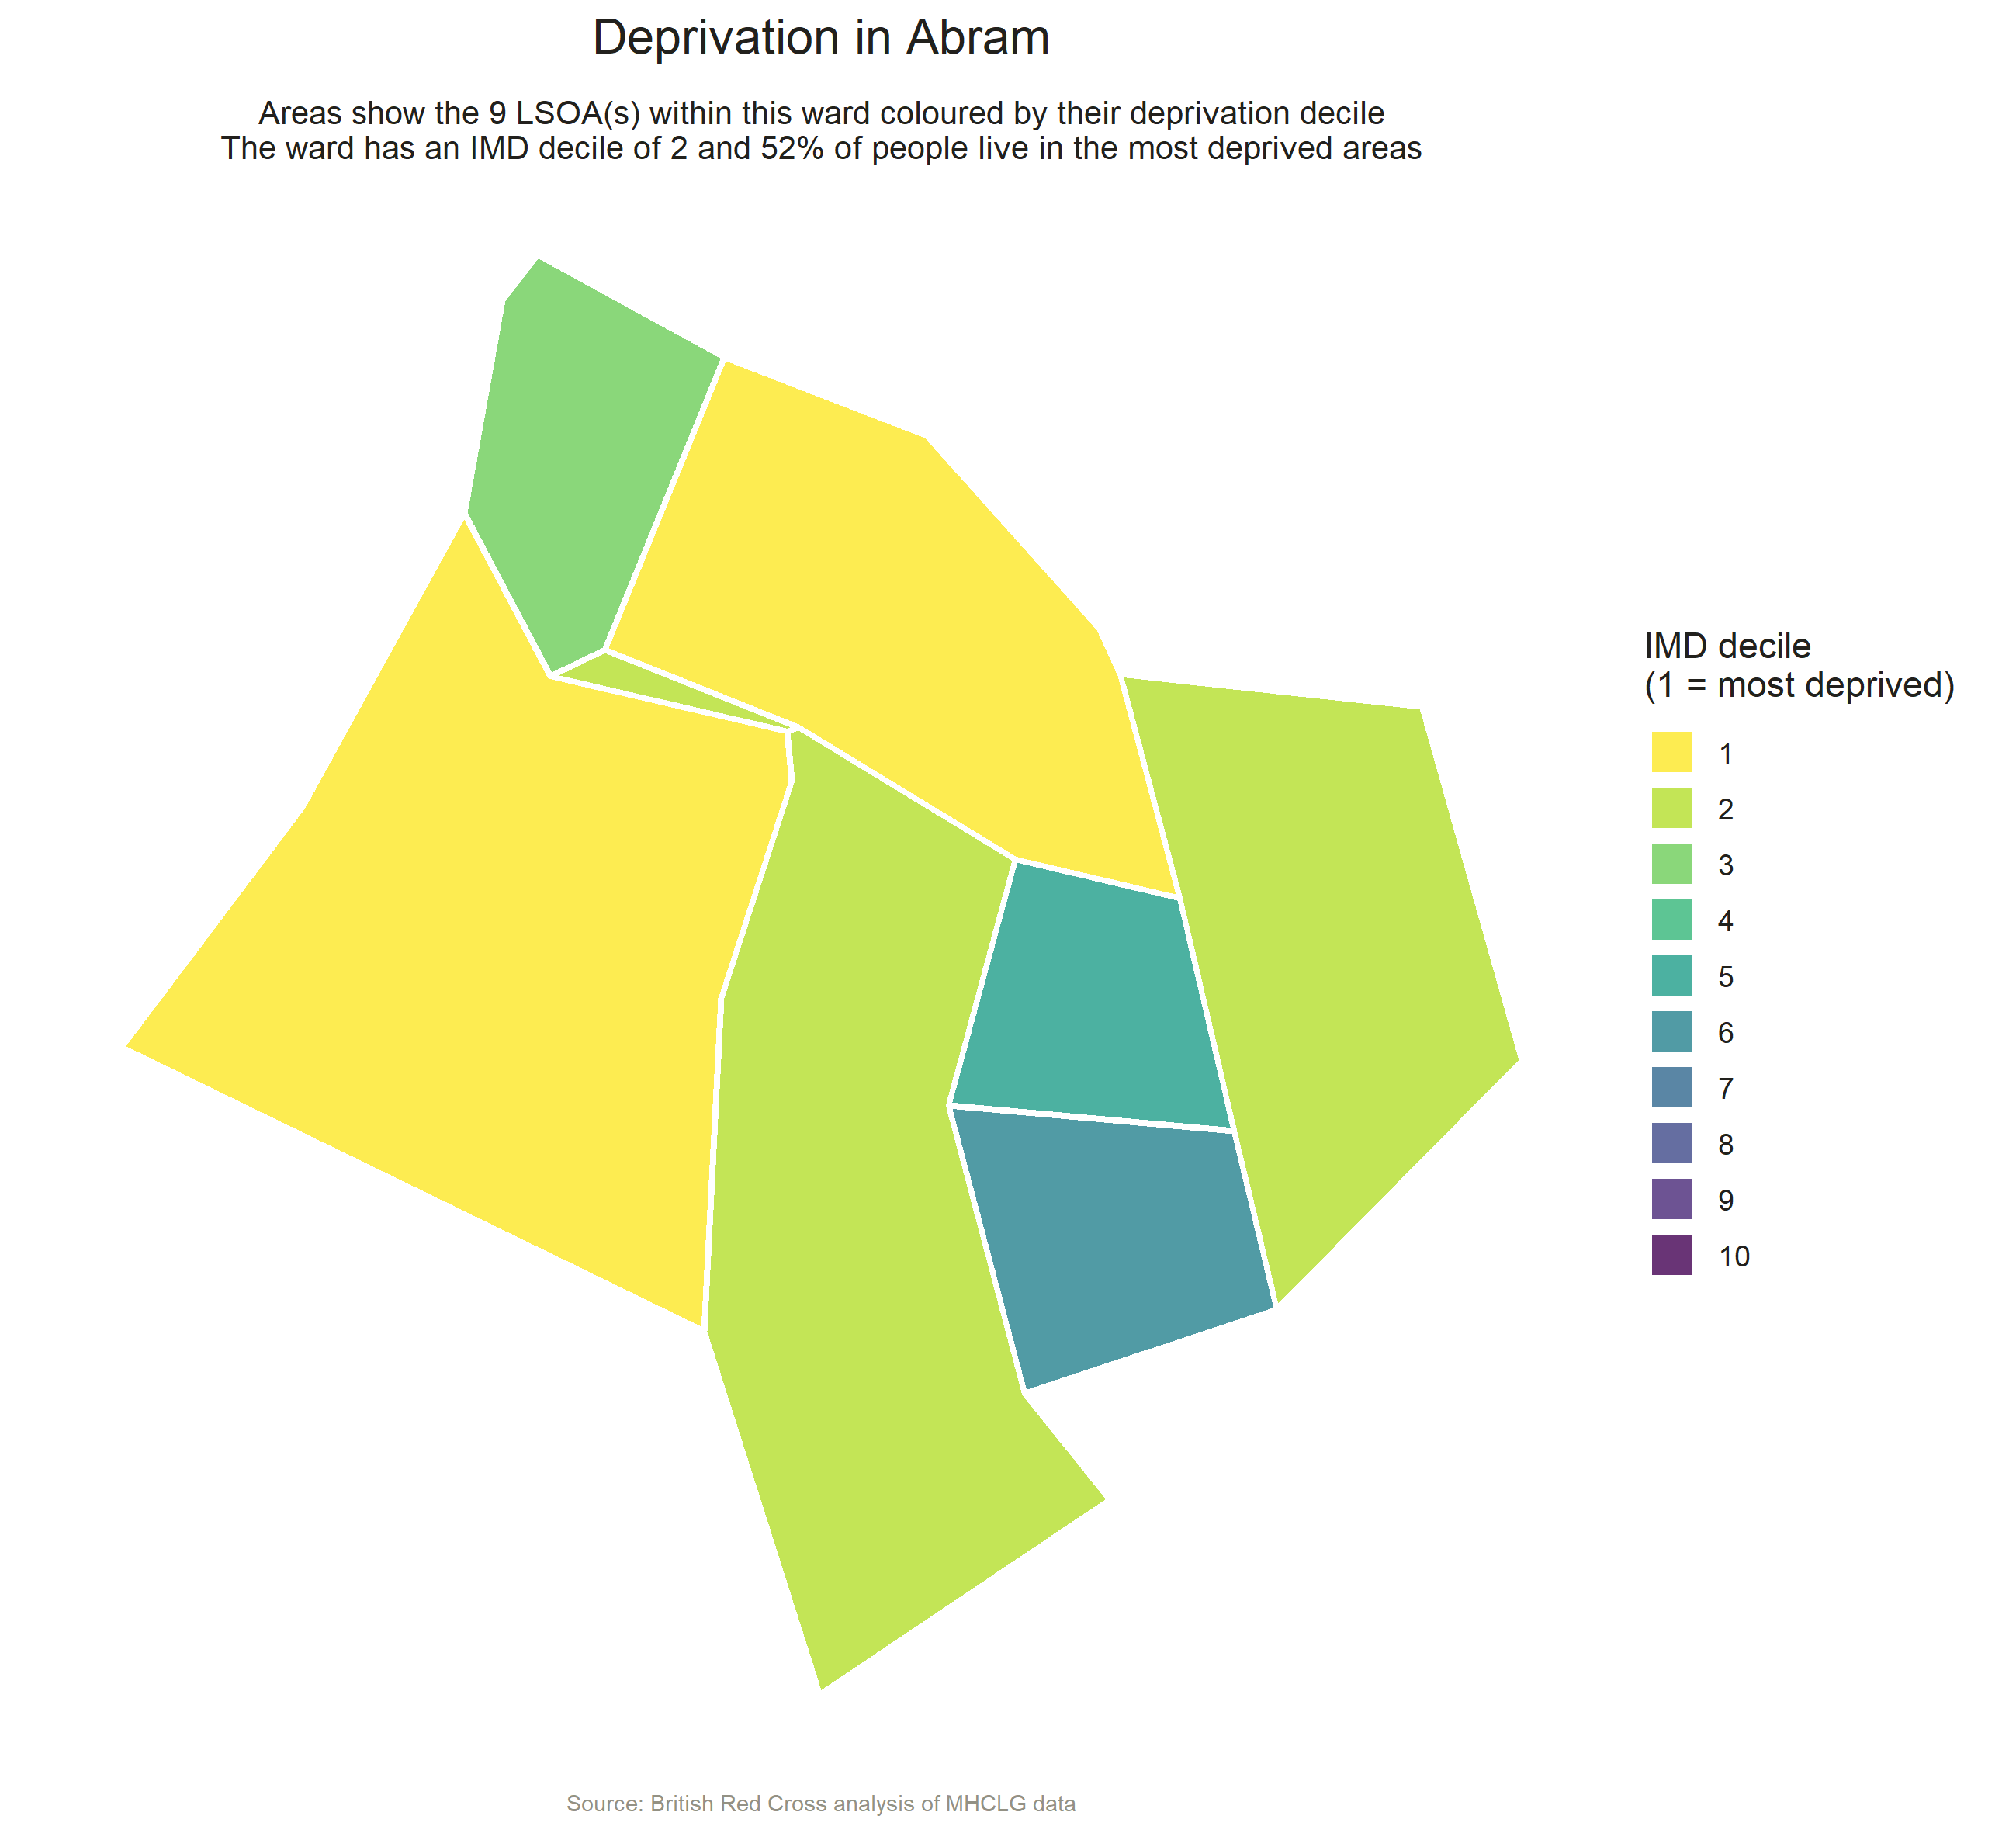 Deprivation in Abram
Areas show the 9 LSOA(s) within this ward coloured by their deprivation decile
The ward has an IMD decile of 2 and 52% of people live in the most deprived areas
IMD decile
(1 = most deprived)
1
2
3
4
5
6
7
8
9
10
Source: British Red Cross analysis of MHCLG data